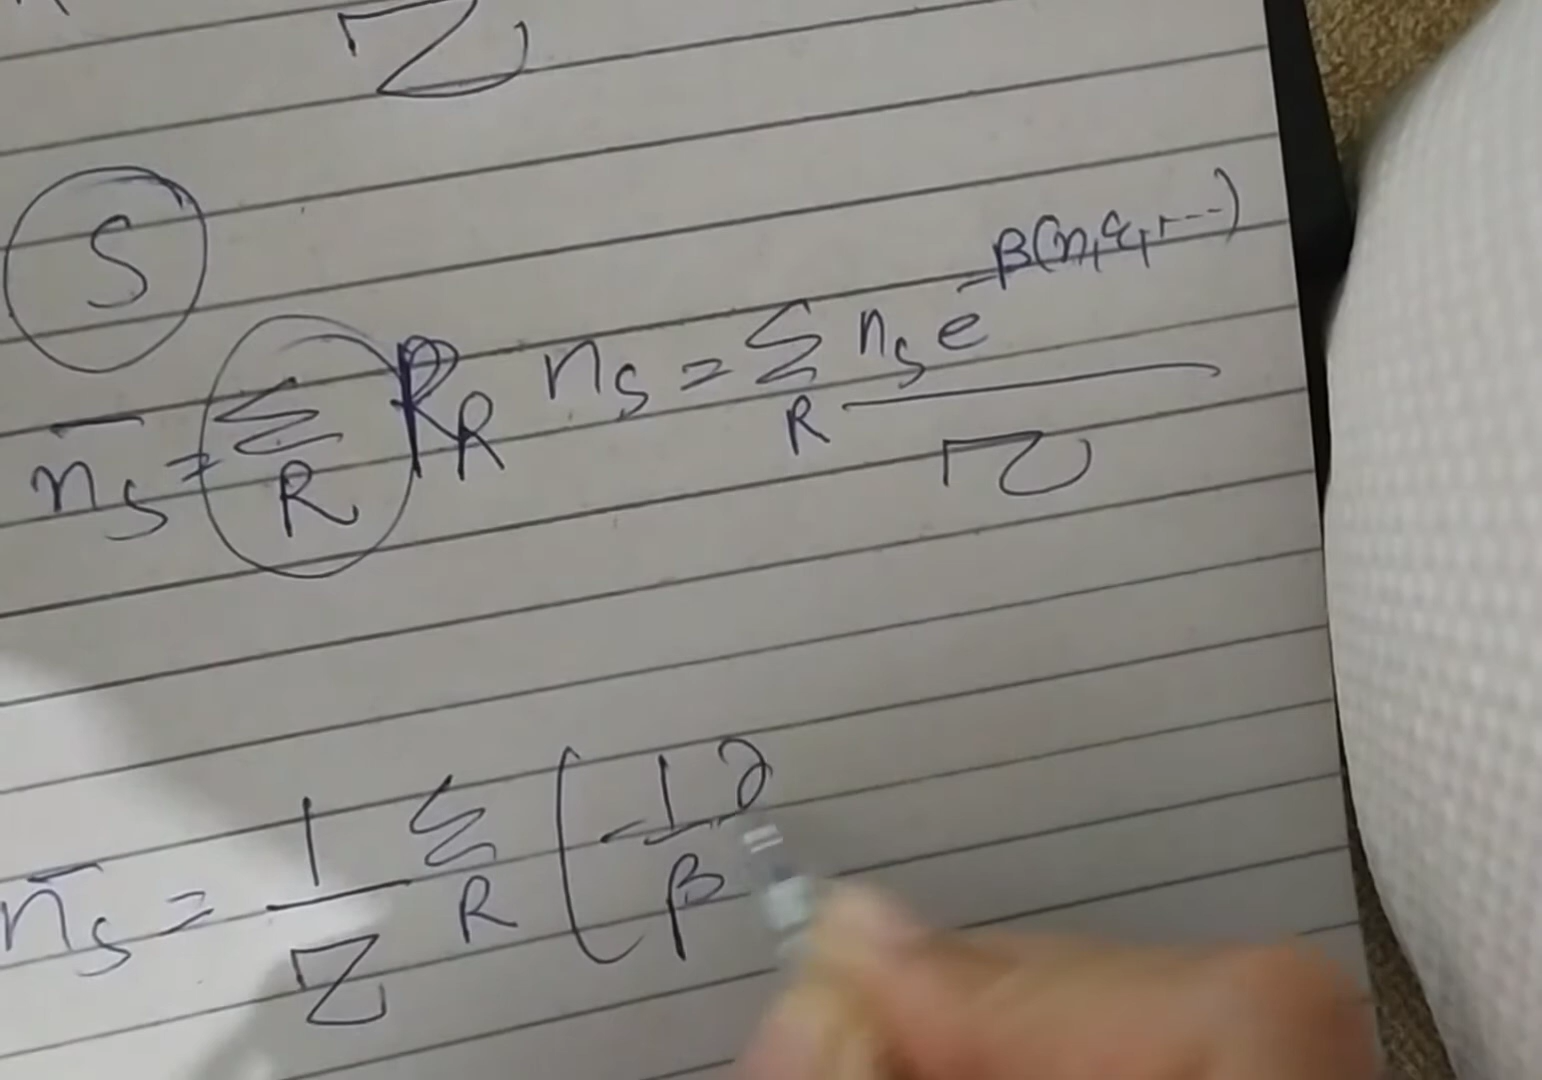 Z
S
n̄s = Σ_R P_R ns = Σ_R ns e^{-β(n₁ε₁+...)} / Z
n̄s = 1/Z Σ_R (-1/β ∂